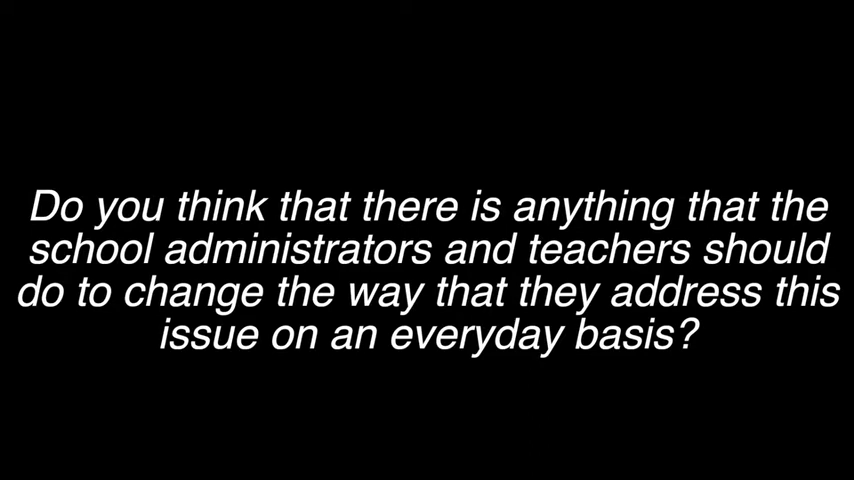 Do you think that there is anything that the
school administrators and teachers should
do to change the way that they address this
issue on an everyday basis?